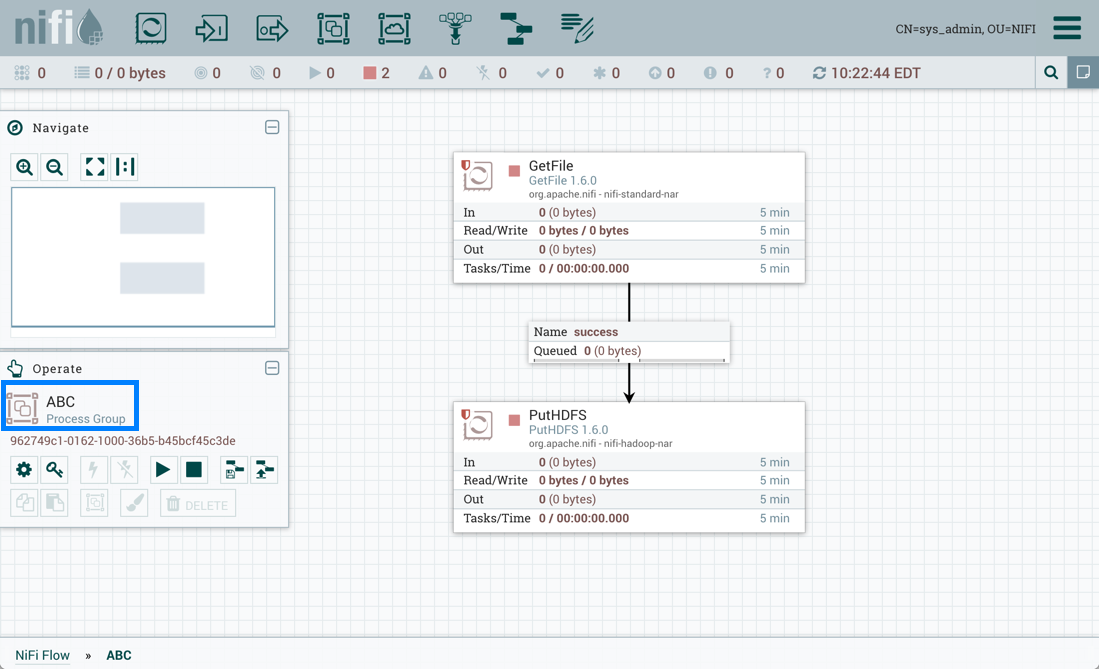 nifi
CN=sys_admin, OU=NIFI
0 0 / 0 bytes 0 0 0 2 0 0 0 0 0 0 ? 0 10:22:44 EDT
Navigate
Operate
ABC
Process Group
962749c1-0162-1000-36b5-b45bcf45c3de
DELETE
GetFile
GetFile 1.6.0
org.apache.nifi - nifi-standard-nar
In 0 (0 bytes) 5 min
Read/Write 0 bytes / 0 bytes 5 min
Out 0 (0 bytes) 5 min
Tasks/Time 0 / 00:00:00.000 5 min
Name success
Queued 0 (0 bytes)
PutHDFS
PutHDFS 1.6.0
org.apache.nifi - nifi-hadoop-nar
In 0 (0 bytes) 5 min
Read/Write 0 bytes / 0 bytes 5 min
Out 0 (0 bytes) 5 min
Tasks/Time 0 / 00:00:00.000 5 min
NiFi Flow » ABC